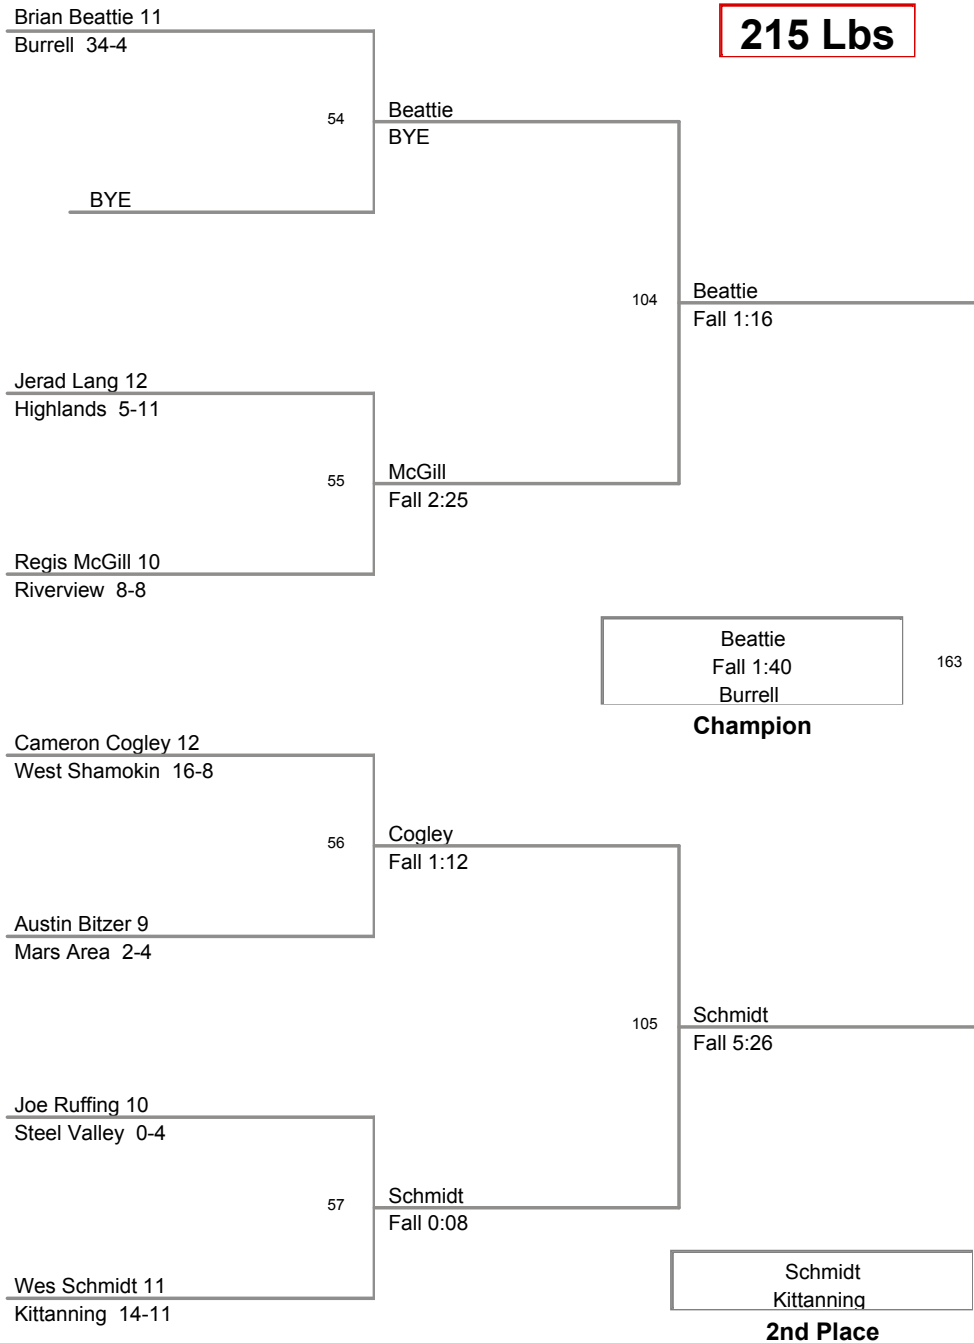 Brian Beattie 11
Burrell 34-4
215 Lbs
54
Beattie
BYE
BYE
104
Beattie
Fall 1:16
Jerad Lang 12
Highlands 5-11
55
McGill
Fall 2:25
Regis McGill 10
Riverview 8-8
Beattie
Fall 1:40
Burrell
163
Champion
Cameron Cogley 12
West Shamokin 16-8
56
Cogley
Fall 1:12
Austin Bitzer 9
Mars Area 2-4
105
Schmidt
Fall 5:26
Joe Ruffing 10
Steel Valley 0-4
57
Schmidt
Fall 0:08
Wes Schmidt 11
Kittanning 14-11
Schmidt
Kittanning
2nd Place